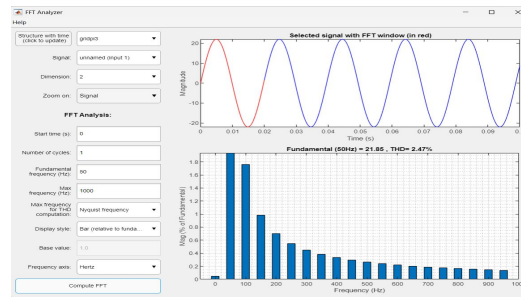 FFT Analyzer
Help
Structure with time
(click to update)
gridpi3
Signal:
unnamed (input 1)
Dimension:
2
Zoom on:
Signal
FFT Analysis:
Start time (s):
0
Number of cycles:
1
Fundamental
frequency (Hz):
50
Max
frequency (Hz):
1000
Max frequency
for THD
computation:
Nyquist frequency
Display style:
Bar (relative to funda...
Base value:
1.0
Frequency axis:
Hertz
Compute FFT
Selected signal with FFT window (in red)
Magnitude
20
10
0
-10
-20
0 0.01 0.02 0.03 0.04 0.05 0.06 0.07 0.08 0.09 0.
Time (s)
Fundamental (50Hz) = 21.85 , THD= 2.47%
Mag (% of Fundamental)
1.8
1.6
1.4
1.2
1
0.8
0.6
0.4
0.2
0
0 100 200 300 400 500 600 700 800 900 100
Frequency (Hz)